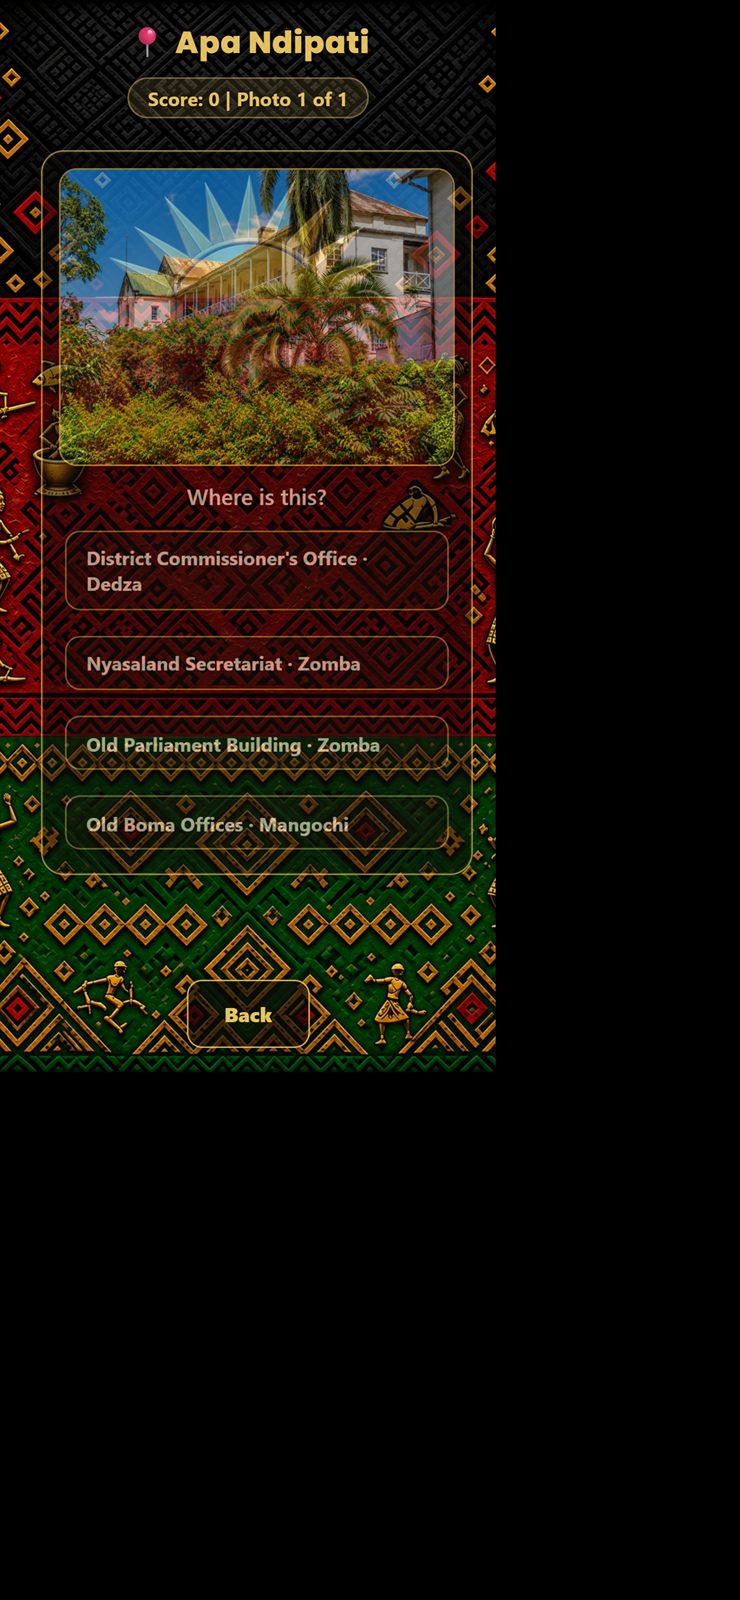 Apa Ndipati
Score: 0 | Photo 1 of 1
Where is this?
District Commissioner's Office ·
Dedza
Nyasaland Secretariat · Zomba
Old Parliament Building · Zomba
Old Boma Offices · Mangochi
Back